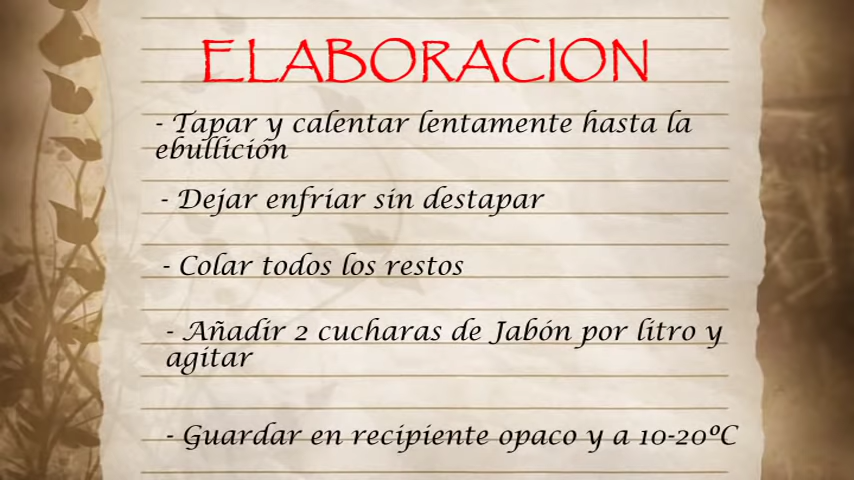 ELABORACION
- Tapar y calentar lentamente hasta la
ebullición
- Dejar enfriar sin destapar
- Colar todos los restos
- Añadir 2 cucharas de Jabón por litro y
agitar
- Guardar en recipiente opaco y a 10-20ºC